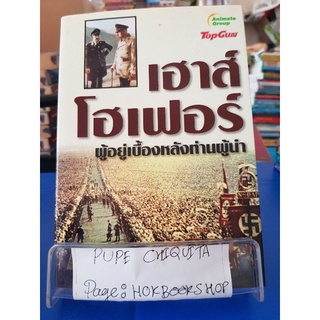 Animate
Group
TOPGUN
เฮาส์
โฮเฟอร์
ผู้อยู่เบื้องหลังท่านผู้นำ
PUPE CHIQUITA
Page: HOKBOOKSHOP